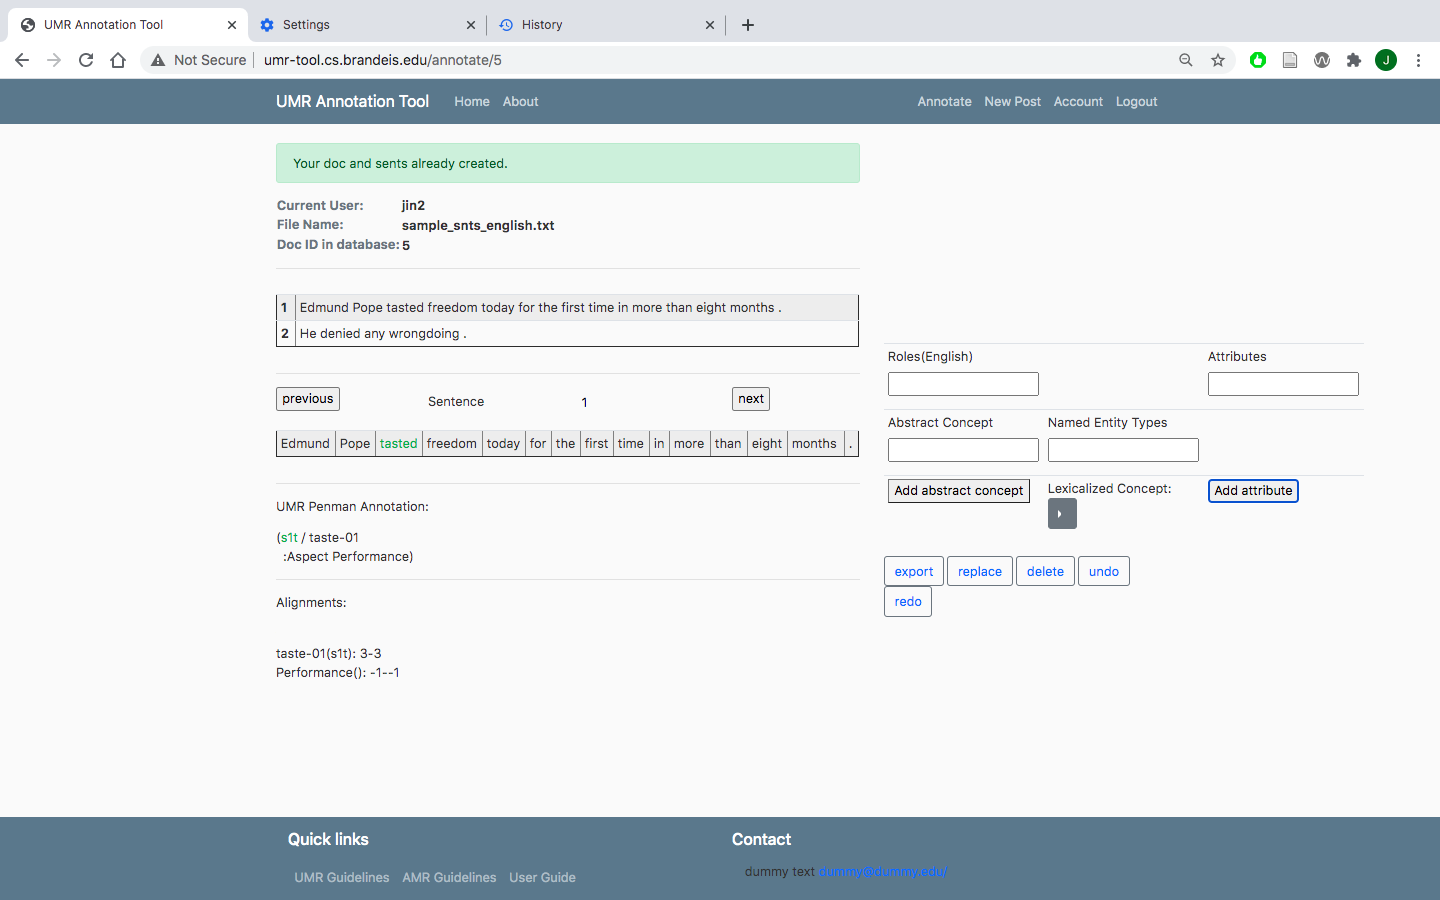 UMR Annotation Tool
Settings
History
Not Secure
umr-tool.cs.brandeis.edu/annotate/5
J
UMR Annotation Tool Home About Annotate New Post Account Logout
Your doc and sents already created.
Current User: jin2
File Name: sample_snts_english.txt
Doc ID in database: 5
1 Edmund Pope tasted freedom today for the first time in more than eight months .
2 He denied any wrongdoing .
previous Sentence 1 next
Edmund Pope tasted freedom today for the first time in more than eight months .
UMR Penman Annotation:
(s1t / taste-01
:Aspect Performance)
Alignments:
taste-01(s1t): 3-3
Performance(): -1--1
Roles(English) Attributes
Abstract Concept Named Entity Types
Add abstract concept Lexicalized Concept: Add attribute
export replace delete undo
redo
Quick links
UMR Guidelines AMR Guidelines User Guide
Contact
dummy text dummy@dummy.edu/